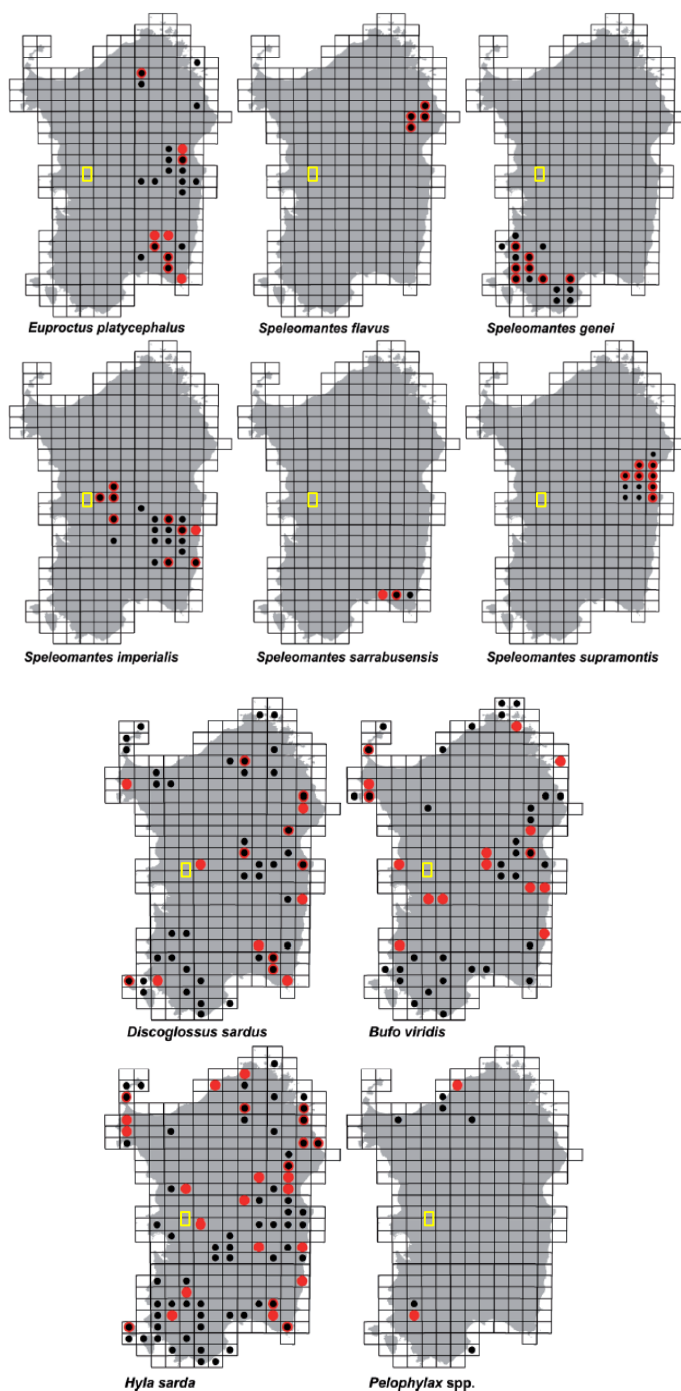 Euproctus platycephalus
Speleomantes flavus
Speleomantes genei
Speleomantes imperialis
Speleomantes sarrabusensis
Speleomantes supramontis
Discoglossus sardus
Bufo viridis
Hyla sarda
Pelophylax spp.